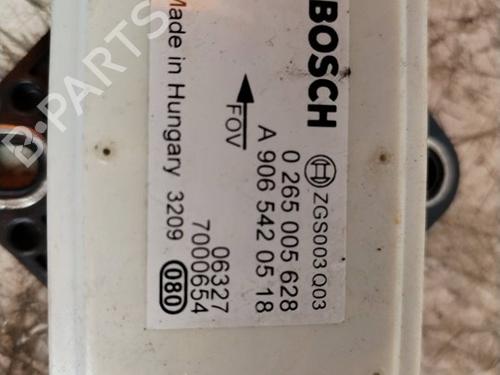 BOSCH
ZGS003 Q03
0 265 005 628
A 906 542 05 18
FOV
06327
7000654
Made in Hungary 3209
080
B-PARTS